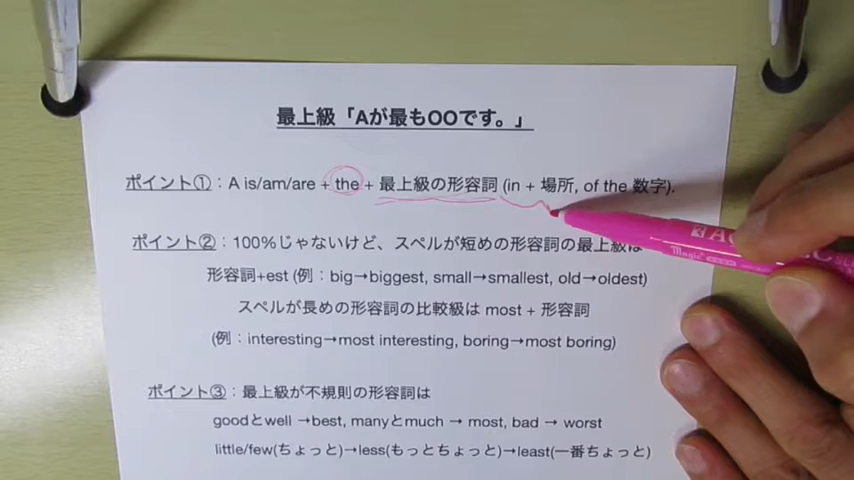 最上級「Aが最も〇〇です。」
ポイント①：A is/am/are + the + 最上級の形容詞 (in + 場所, of the 数字).
ポイント②：100%じゃないけど、スペルが短めの形容詞の最上級は
形容詞+est (例：big→biggest, small→smallest, old→oldest)
スペルが長めの形容詞の比較級は most + 形容詞
(例：interesting→most interesting, boring→most boring)
ポイント③：最上級が不規則の形容詞は
goodとwell →best, manyとmuch → most, bad → worst
little/few(ちょっと)→less(もっとちょっと)→least(一番ちょっと)
Magic